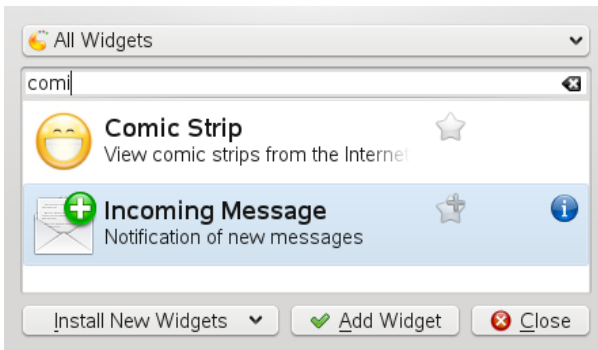 All Widgets
comi
Comic Strip
View comic strips from the Internet
Incoming Message
Notification of new messages
Install New Widgets Add Widget Close